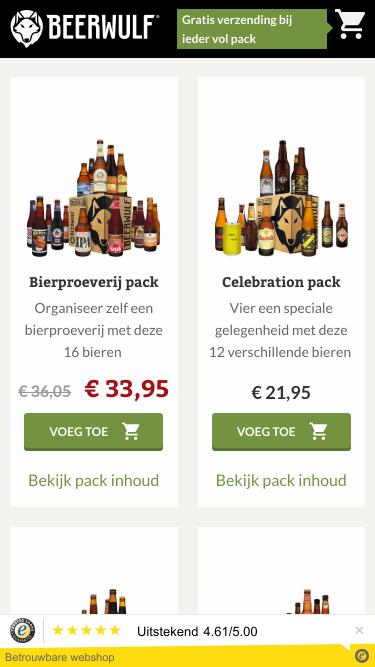 BEERWULF
Gratis verzending bij
ieder vol pack
Bierproeverij pack
Organiseer zelf een
bierproeverij met deze
16 bieren
€ 36,05 € 33,95
VOEG TOE
Bekijk pack inhoud
Celebration pack
Vier een speciale
gelegenheid met deze
12 verschillende bieren
€ 21,95
VOEG TOE
Bekijk pack inhoud
IPA
Uitstekend 4.61/5.00
Betrouwbare webshop